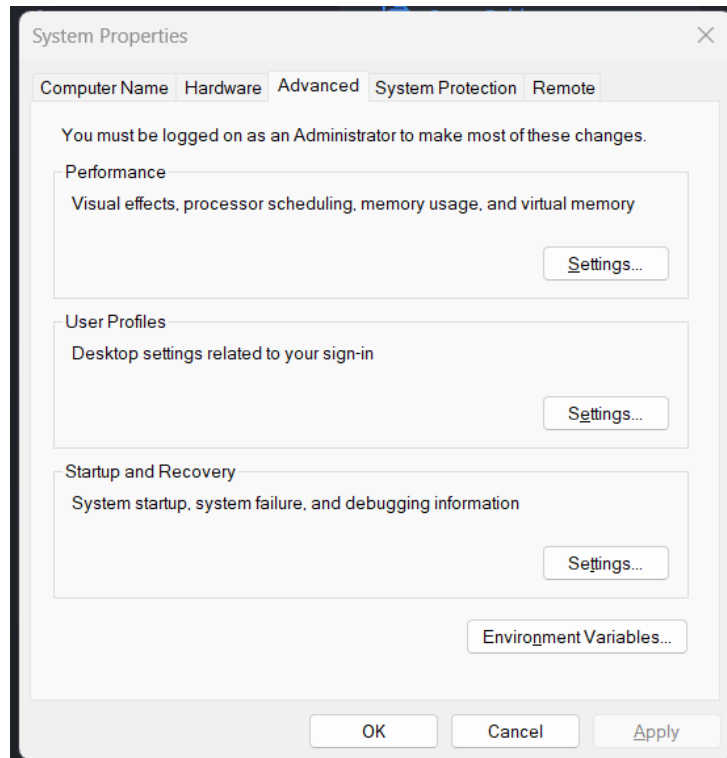 System Properties
Computer Name Hardware Advanced System Protection Remote
You must be logged on as an Administrator to make most of these changes.
Performance
Visual effects, processor scheduling, memory usage, and virtual memory
Settings...
User Profiles
Desktop settings related to your sign-in
Settings...
Startup and Recovery
System startup, system failure, and debugging information
Settings...
Environment Variables...
OK Cancel Apply